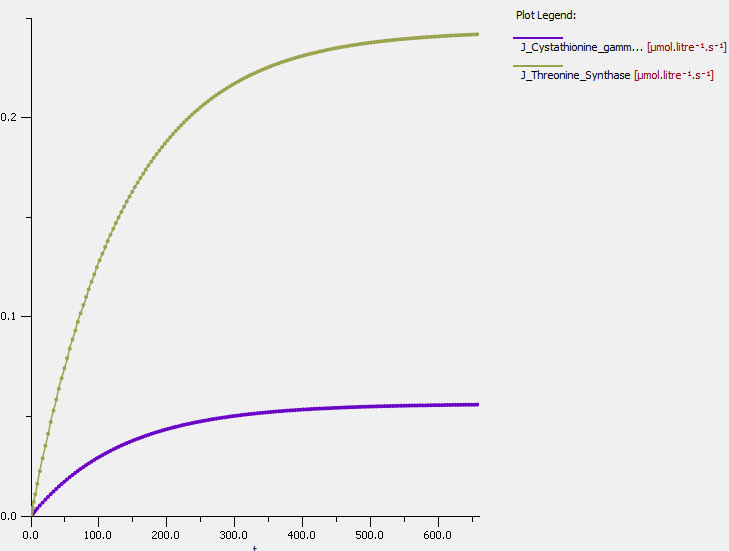 Plot Legend:
J_Cystathionine_gamm... [µmol.litre⁻¹.s⁻¹]
J_Threonine_Synthase [µmol.litre⁻¹.s⁻¹]
0.2
0.1
0.0
0.0 100.0 200.0 300.0 400.0 500.0 600.0
t